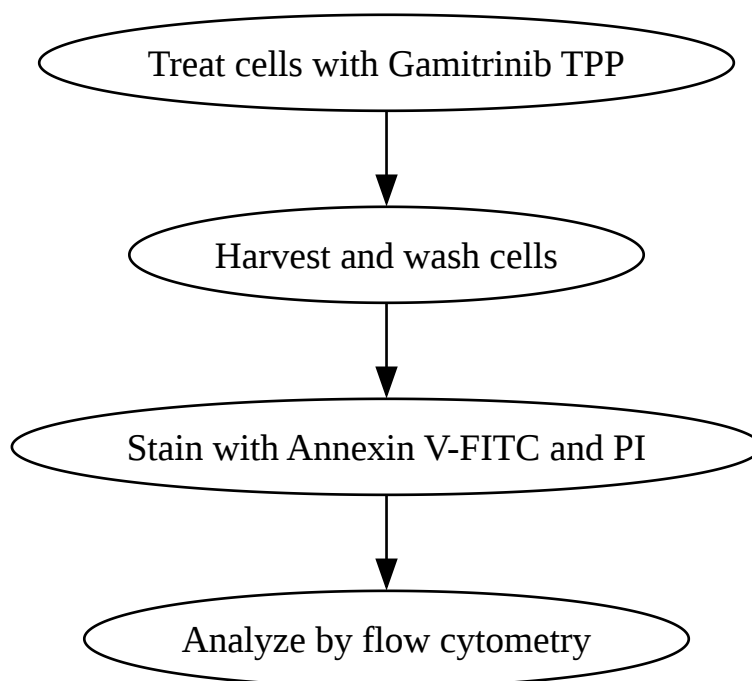 Treat cells with Gamitrinib TPP
Harvest and wash cells
Stain with Annexin V-FITC and PI
Analyze by flow cytometry